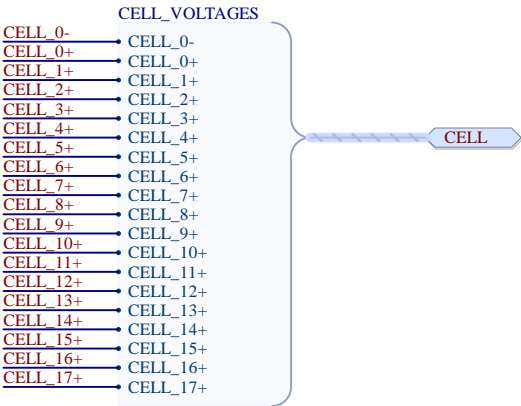 CELL_VOLTAGES
CELL_0- CELL_0-
CELL_0+ CELL_0+
CELL_1+ CELL_1+
CELL_2+ CELL_2+
CELL_3+ CELL_3+
CELL_4+ CELL_4+
CELL_5+ CELL_5+
CELL_6+ CELL_6+
CELL_7+ CELL_7+
CELL_8+ CELL_8+
CELL_9+ CELL_9+
CELL_10+ CELL_10+
CELL_11+ CELL_11+
CELL_12+ CELL_12+
CELL_13+ CELL_13+
CELL_14+ CELL_14+
CELL_15+ CELL_15+
CELL_16+ CELL_16+
CELL_17+ CELL_17+
CELL